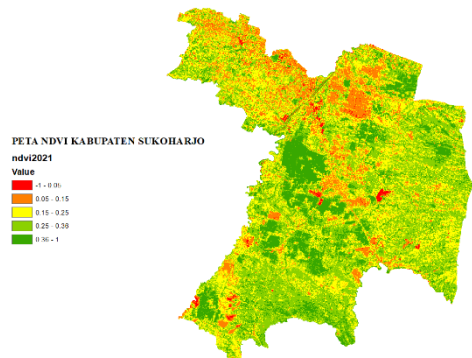 PETA NDVI KABUPATEN SUKOHARJO
ndvi2021
Value
-1 - 0.05
0.05 - 0.15
0.15 - 0.25
0.25 - 0.36
0.36 - 1